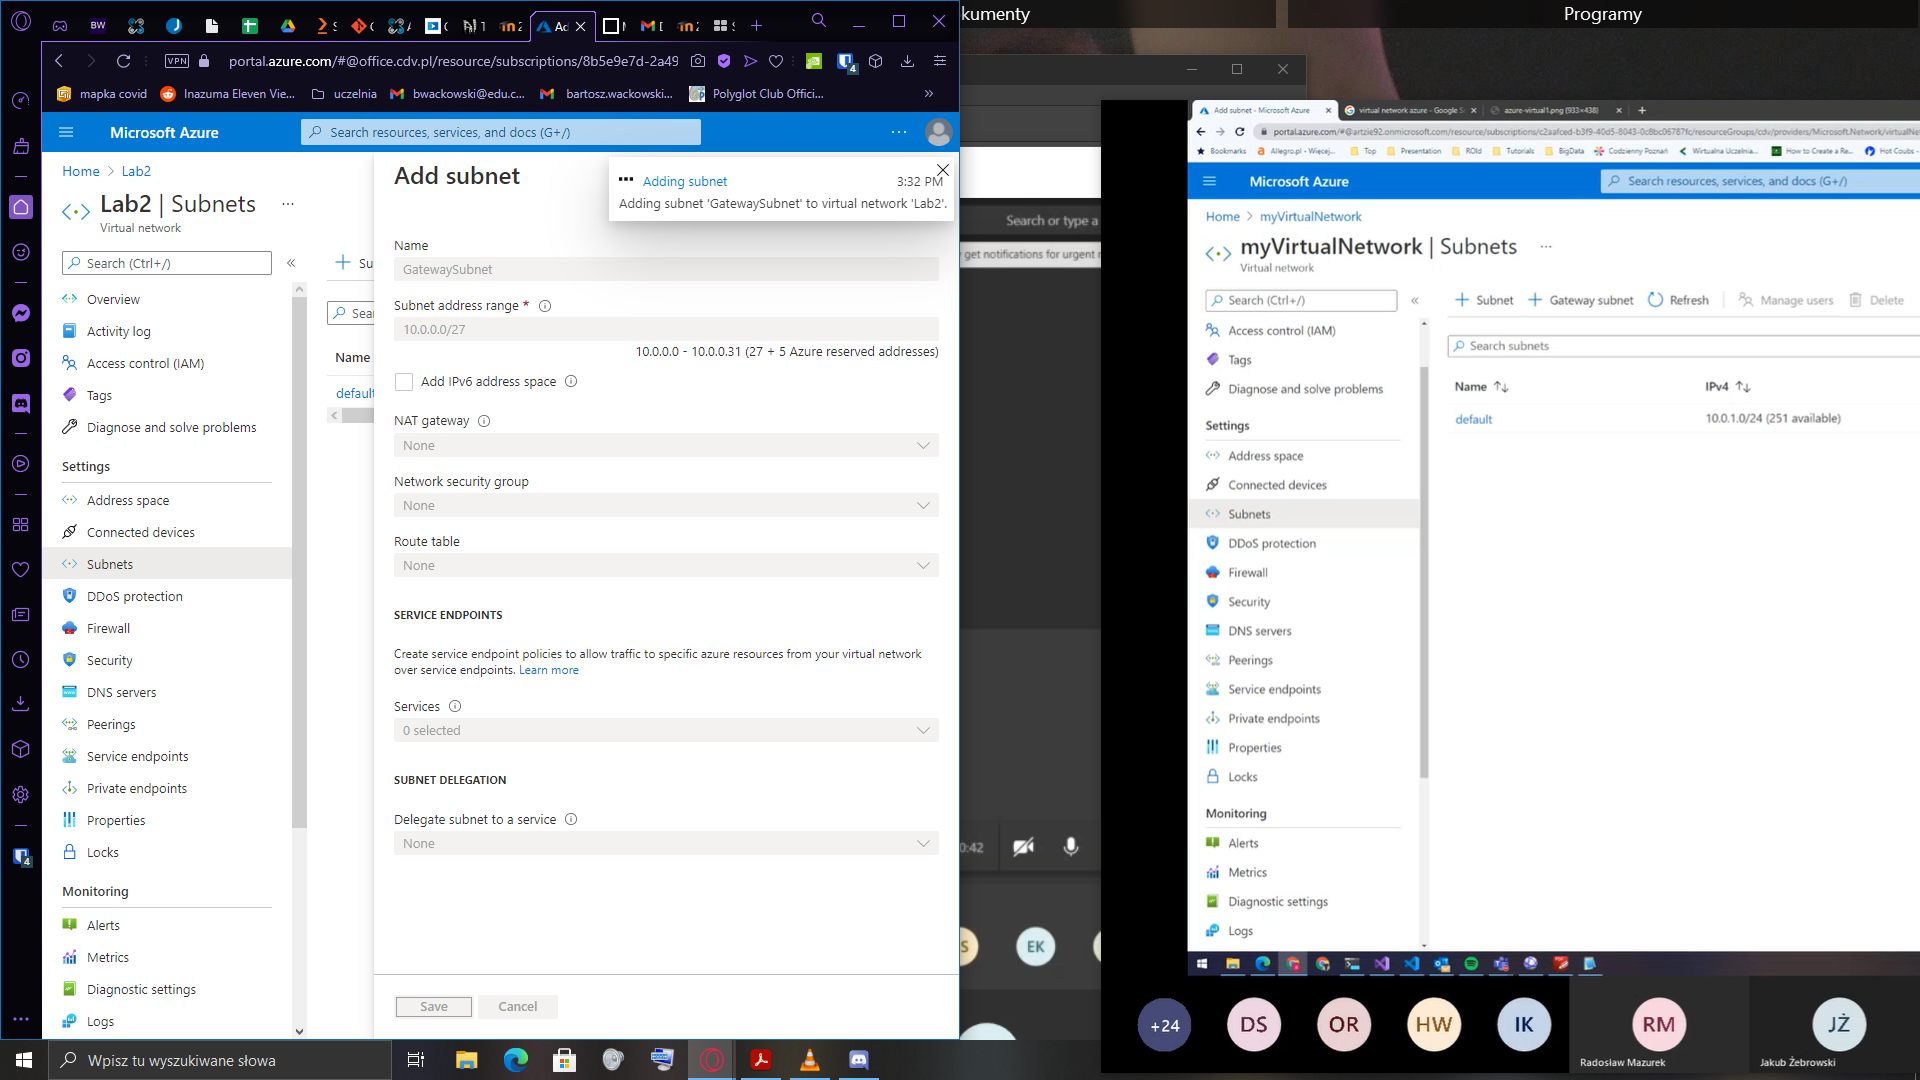 kumenty
Programy
BW
portal.azure.com/#@office.cdv.pl/resource/subscriptions/8b5e9e7d-2a49
VPN
mapka covid
Inazuma Eleven Vie...
uczelnia
bwackowski@edu.c...
bartosz.wackowski...
Polyglot Club Offici...
Microsoft Azure
Search resources, services, and docs (G+/)
Home > Lab2
Lab2 | Subnets
Virtual network
Search (Ctrl+/)
Overview
Activity log
Access control (IAM)
Tags
Diagnose and solve problems
Settings
Address space
Connected devices
Subnets
DDoS protection
Firewall
Security
DNS servers
Peerings
Service endpoints
Private endpoints
Properties
Locks
Monitoring
Alerts
Metrics
Diagnostic settings
Logs
+ Su
Sear
Name
default
Add subnet
Adding subnet
3:32 PM
Adding subnet 'GatewaySubnet' to virtual network 'Lab2'.
Name
GatewaySubnet
Subnet address range *
10.0.0.0/27
10.0.0.0 - 10.0.0.31 (27 + 5 Azure reserved addresses)
Add IPv6 address space
NAT gateway
None
Network security group
None
Route table
None
SERVICE ENDPOINTS
Create service endpoint policies to allow traffic to specific azure resources from your virtual network
over service endpoints. Learn more
Services
0 selected
SUBNET DELEGATION
Delegate subnet to a service
None
Save
Cancel
Wpisz tu wyszukiwane słowa
Search or type a
get notifications for urgent
0:42
EK
Add subnet - Microsoft Azure
virtual network azure - Google S
azure-virtual1.png (933×438)
portal.azure.com/#@artzie92.onmicrosoft.com/resource/subscriptions/c2aafced-b3f9-40d5-8043-0c8bc06787fc/resourceGroups/cdv/providers/Microsoft.Network/virtualNe
Bookmarks
Allegro.pl - Więcej...
Top
Presentation
ROId
Tutorials
BigData
Codzienny Poznań
Wirtualna Uczelnia...
How to Create a Re...
Hot Coubs -
Microsoft Azure
Search resources, services, and docs (G+/)
Home > myVirtualNetwork
myVirtualNetwork | Subnets
Virtual network
Search (Ctrl+/)
Access control (IAM)
Tags
Diagnose and solve problems
Settings
Address space
Connected devices
Subnets
DDoS protection
Firewall
Security
DNS servers
Peerings
Service endpoints
Private endpoints
Properties
Locks
Monitoring
Alerts
Metrics
Diagnostic settings
Logs
+ Subnet
+ Gateway subnet
Refresh
Manage users
Delete
Search subnets
Name
IPv4
default
10.0.1.0/24 (251 available)
+24
DS
OR
HW
IK
RM
Radosław Mazurek
JŻ
Jakub Żebrowski